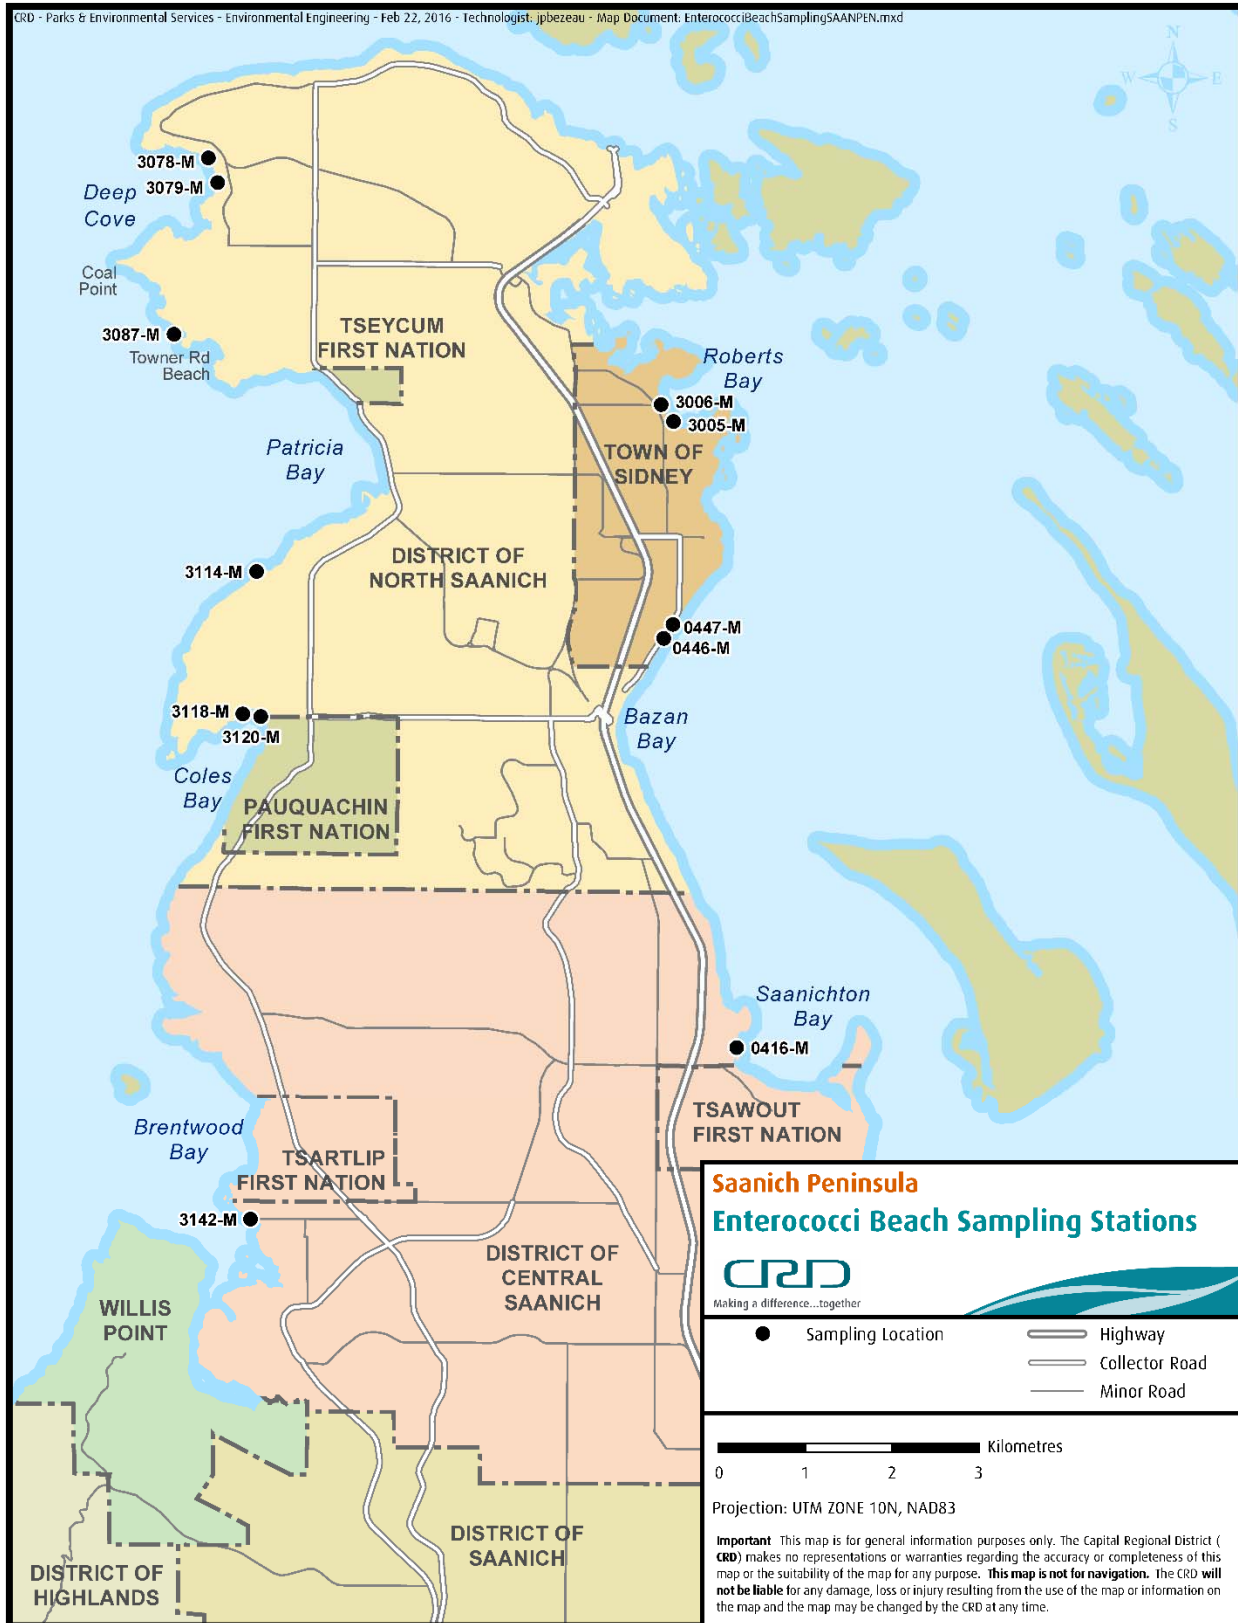 CRD - Parks & Environmental Services - Environmental Engineering - Feb 22, 2016 - Technologist: jpbezeau - Map Document: EnterococciBeachSamplingSAANPEN.mxd
N
W E
S
3078-M
3079-M
Deep
Cove
Coal
Point
3087-M
Towner Rd
Beach
TSEYCUM
FIRST NATION
Roberts
Bay
3006-M
3005-M
Patricia
Bay
TOWN OF
SIDNEY
DISTRICT OF
NORTH SAANICH
3114-M
0447-M
0446-M
3118-M
3120-M
Bazan
Bay
Coles
Bay
PAUQUACHIN
FIRST NATION
Saanichton
Bay
0416-M
Brentwood
Bay
TSAWOUT
FIRST NATION
TSARTLIP
FIRST NATION
3142-M
DISTRICT OF
CENTRAL
SAANICH
WILLIS
POINT
DISTRICT OF
SAANICH
DISTRICT OF
HIGHLANDS
Saanich Peninsula
Enterococci Beach Sampling Stations
CRD
Making a difference...together
Sampling Location
Highway
Collector Road
Minor Road
Kilometres
0 1 2 3
Projection: UTM ZONE 10N, NAD83
Important This map is for general information purposes only. The Capital Regional District (
CRD) makes no representations or warranties regarding the accuracy or completeness of this
map or the suitability of the map for any purpose. This map is not for navigation. The CRD will
not be liable for any damage, loss or injury resulting from the use of the map or information on
the map and the map may be changed by the CRD at any time.